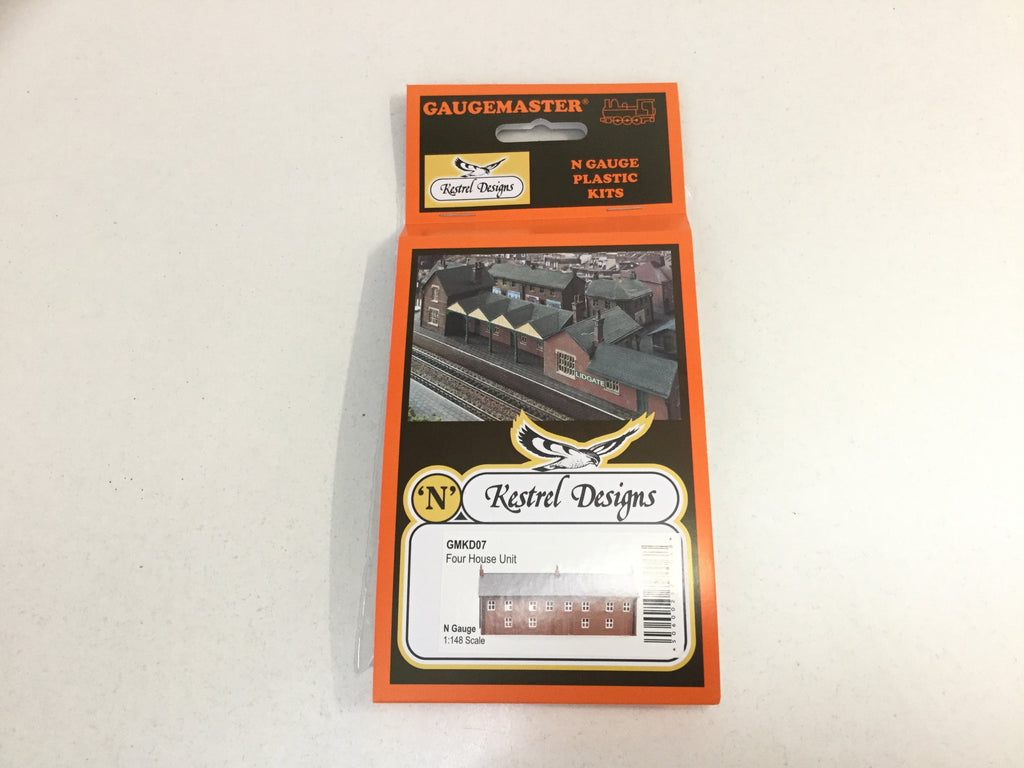 GAUGEMASTER®
Kestrel Designs
N GAUGE
PLASTIC
KITS
LIDGATE
'N'
Kestrel Designs
GMKD07
Four House Unit
N Gauge
1:148 Scale